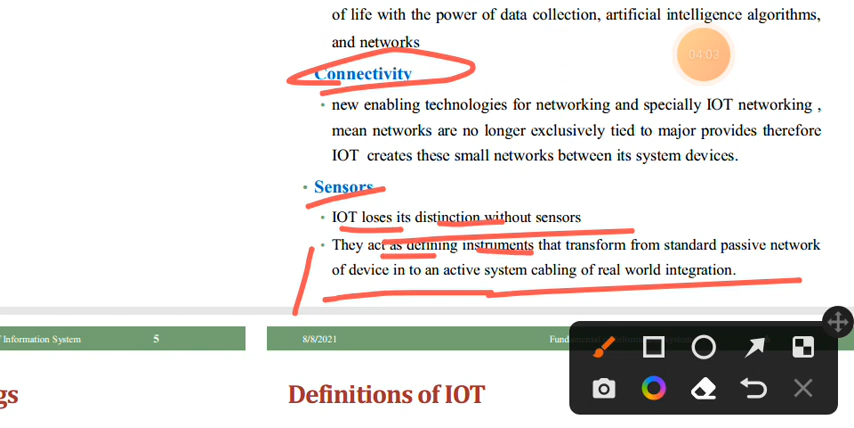 of life with the power of data collection, artificial intelligence algorithms,
and networks
04:03
Connectivity
• new enabling technologies for networking and specially IOT networking ,
mean networks are no longer exclusively tied to major provides therefore
IOT creates these small networks between its system devices.
• Sensors
• IOT loses its distinction without sensors
• They act as defining instruments that transform from standard passive network
of device in to an active system cabling of real world integration.
Information System 5
8/8/2021
gs
Definitions of IOT